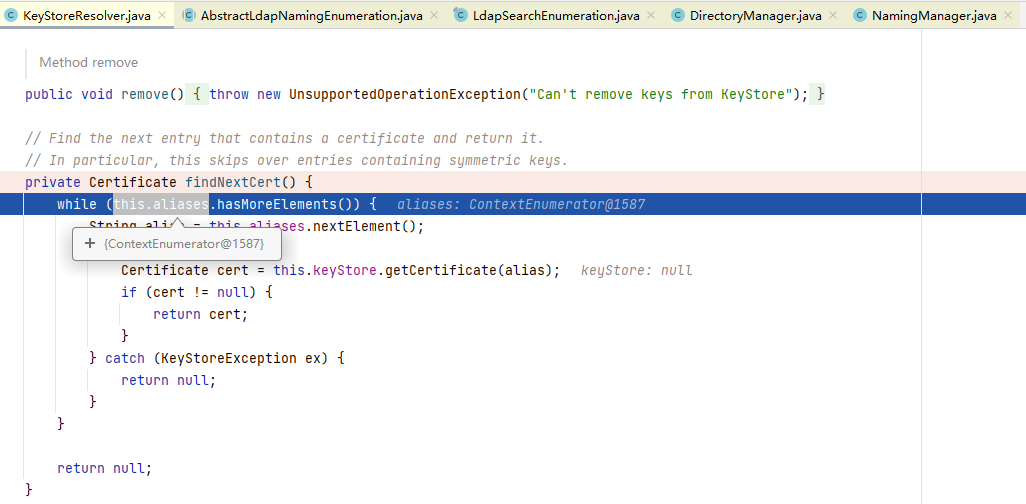 KeyStoreResolver.java AbstractLdapNamingEnumeration.java LdapSearchEnumeration.java DirectoryManager.java NamingManager.java
Method remove
public void remove() { throw new UnsupportedOperationException("Can't remove keys from KeyStore"); }
// Find the next entry that contains a certificate and return it.
// In particular, this skips over entries containing symmetric keys.
private Certificate findNextCert() {
while (this.aliases.hasMoreElements()) { aliases: ContextEnumerator@1587
String alias = this.aliases.nextElement();
+ {ContextEnumerator@1587}
Certificate cert = this.keyStore.getCertificate(alias); keyStore: null
if (cert != null) {
return cert;
}
} catch (KeyStoreException ex) {
return null;
}
}
return null;
}